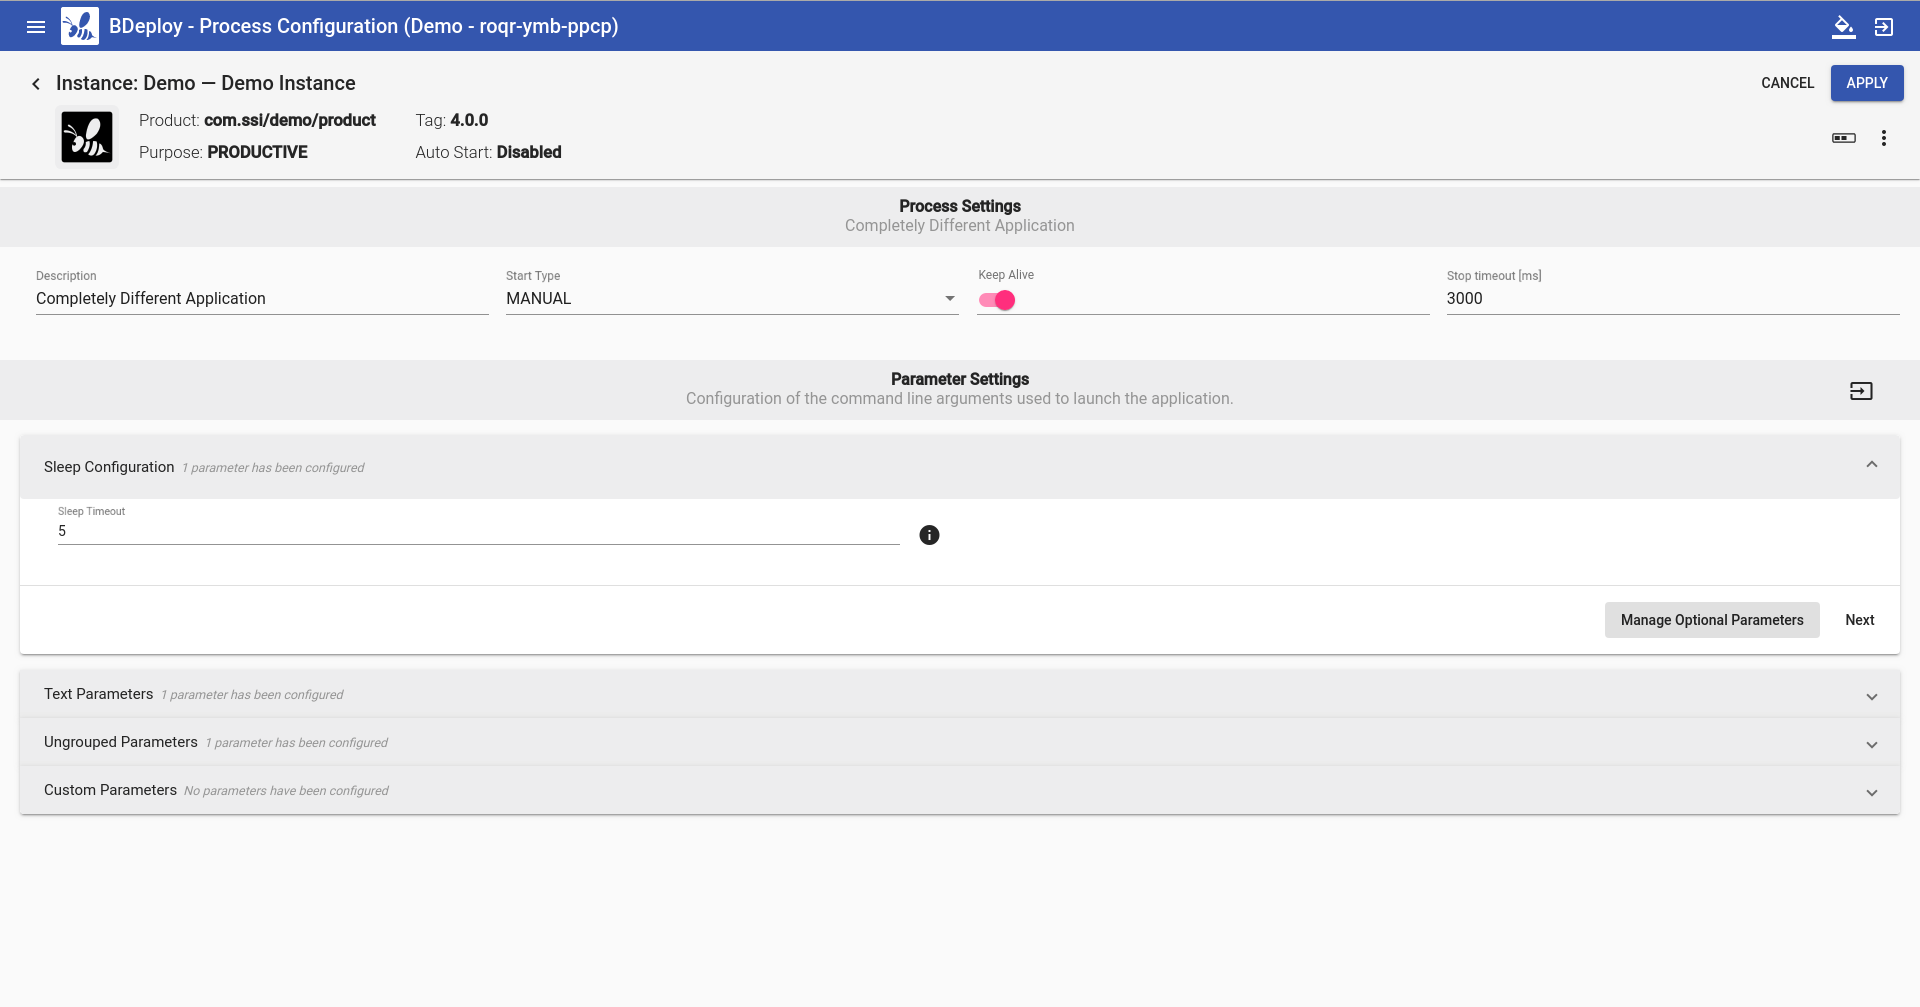 BDeploy - Process Configuration (Demo - roqr-ymb-ppcp)
Instance: Demo — Demo Instance
CANCEL
APPLY
Product: com.ssi/demo/product
Tag: 4.0.0
Purpose: PRODUCTIVE
Auto Start: Disabled
Process Settings
Completely Different Application
Description
Start Type
Keep Alive
Stop timeout [ms]
Completely Different Application
MANUAL
3000
Parameter Settings
Configuration of the command line arguments used to launch the application.
Sleep Configuration 1 parameter has been configured
Sleep Timeout
5
Manage Optional Parameters
Next
Text Parameters 1 parameter has been configured
Ungrouped Parameters 1 parameter has been configured
Custom Parameters No parameters have been configured